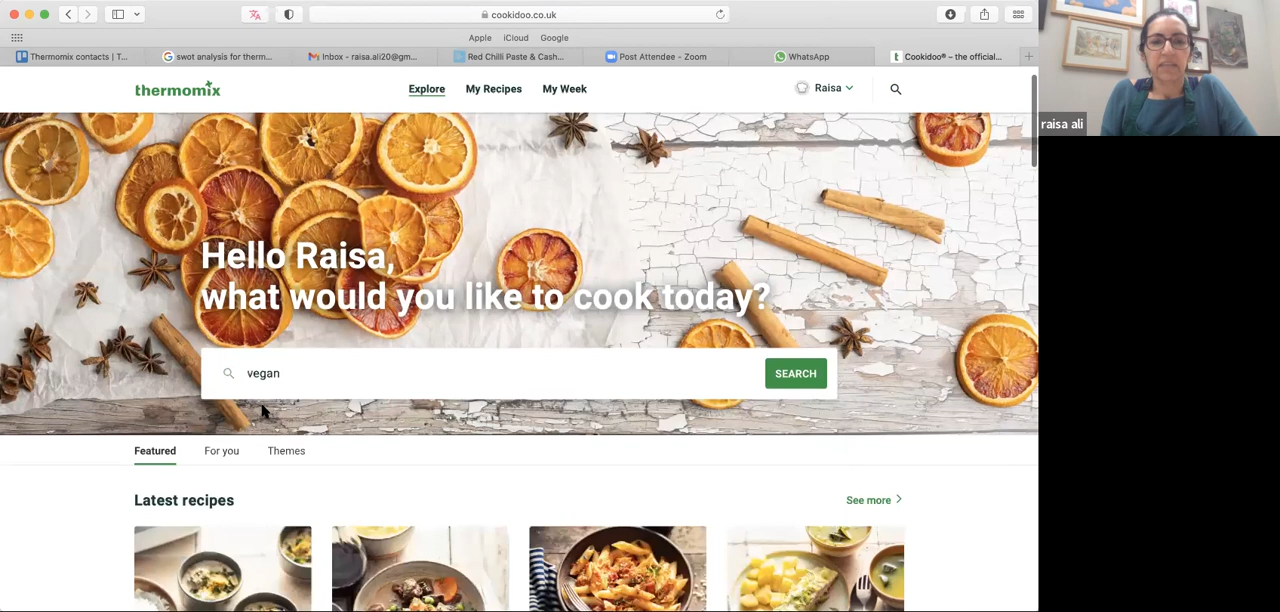 cookidoo.co.uk
Apple iCloud Google
Thermomix contacts | T...
swot analysis for therm...
Inbox - raisa.ali20@gm...
Red Chilli Paste & Cash...
Post Attendee - Zoom
WhatsApp
Cookidoo® – the official...
thermomix
Explore My Recipes My Week
Raisa
raisa ali
Hello Raisa,
what would you like to cook today?
vegan
SEARCH
Featured For you Themes
Latest recipes
See more